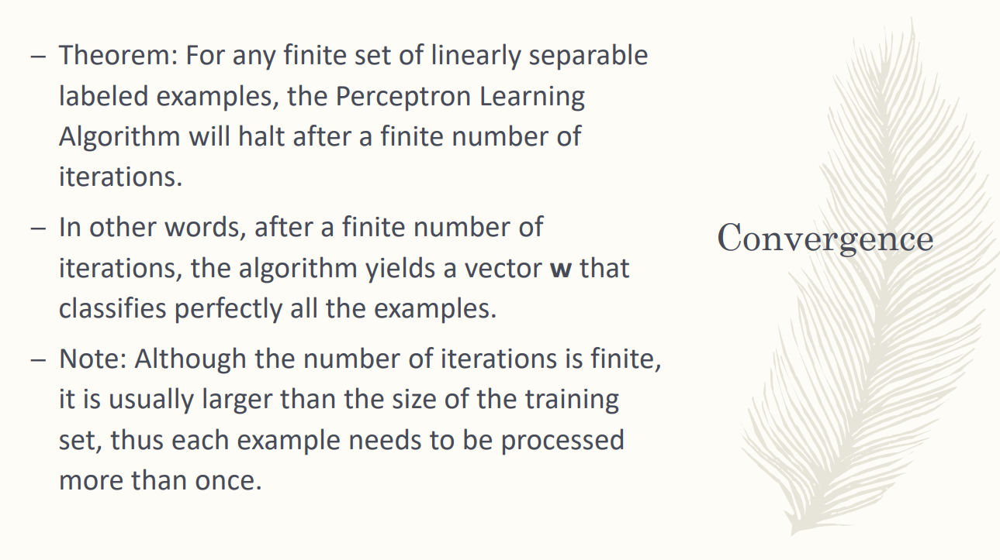 – Theorem: For any finite set of linearly separable
labeled examples, the Perceptron Learning
Algorithm will halt after a finite number of
iterations.
– In other words, after a finite number of
iterations, the algorithm yields a vector w that
classifies perfectly all the examples.
– Note: Although the number of iterations is finite,
it is usually larger than the size of the training
set, thus each example needs to be processed
more than once.
Convergence